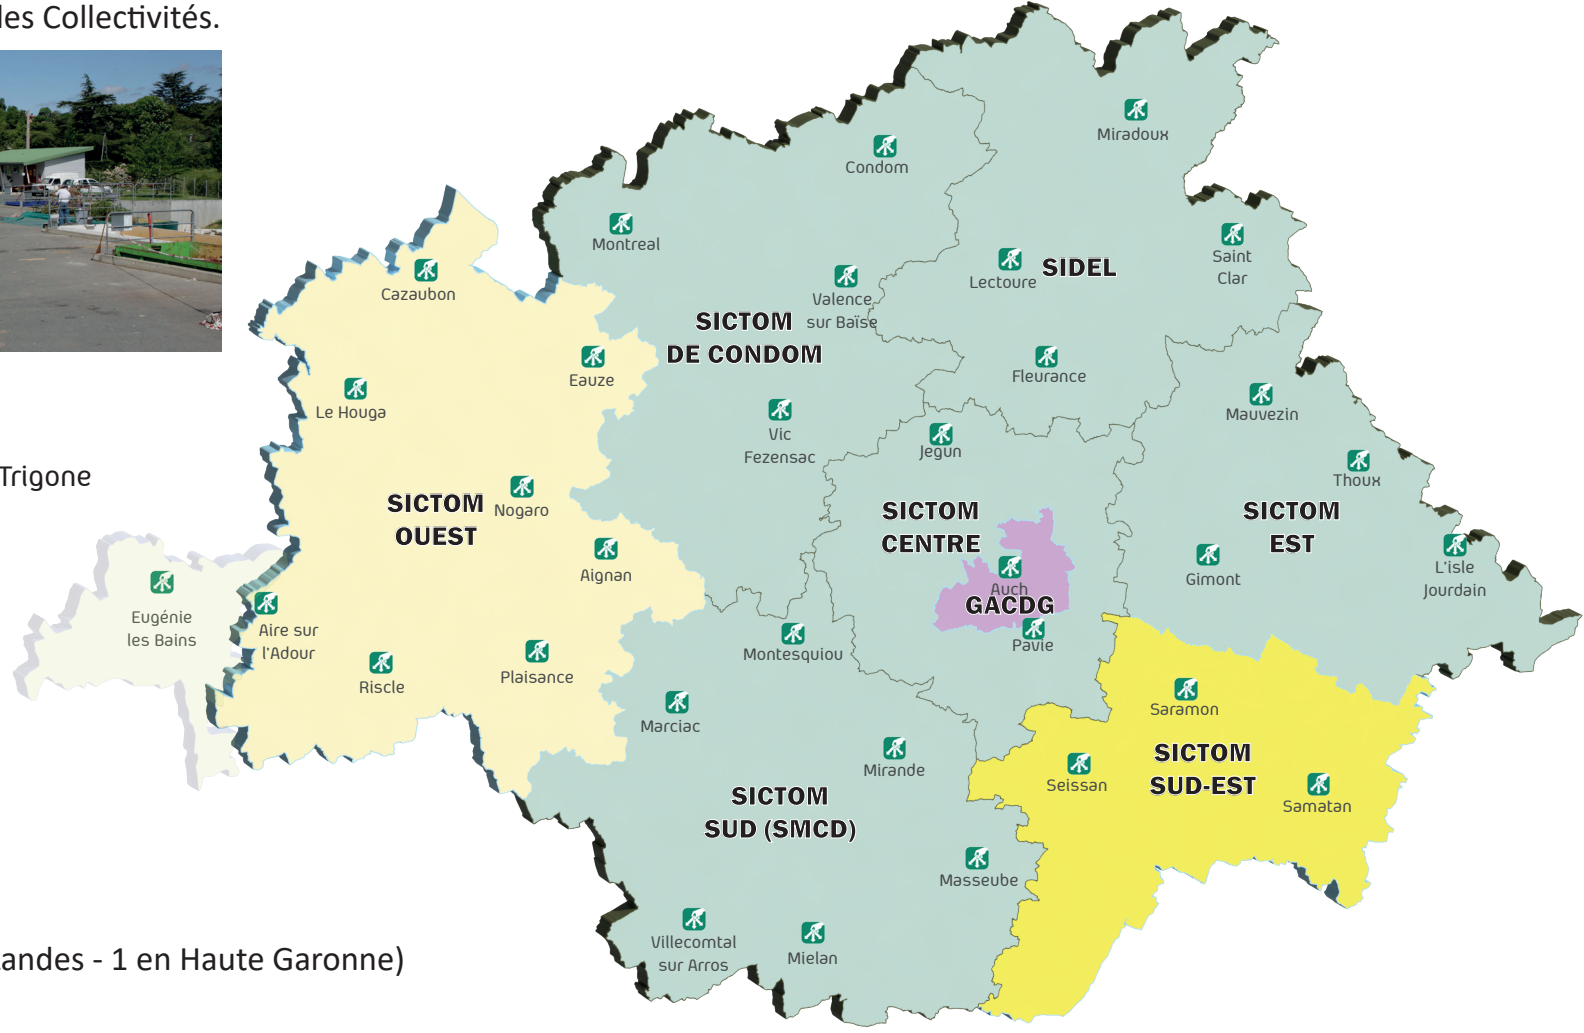 les Collectivités.
Trigone
andes - 1 en Haute Garonne)
Miradoux
Condom
Montreal
Saint
Clar
Lectoure
SIDEL
Cazaubon
Valence
sur Baïse
SICTOM
DE CONDOM
Eauze
Fleurance
Le Houga
Mauvezin
Vic
Fezensac
Jegun
Thoux
SICTOM
OUEST
Nogaro
SICTOM
CENTRE
SICTOM
EST
Aignan
Auch
GACDG
Gimont
L'isle
Jourdain
Eugénie
les Bains
Aire sur
l'Adour
Pavie
Montesquiou
Riscle
Plaisance
Marciac
Saramon
Mirande
SICTOM
SUD-EST
Seissan
Samatan
SICTOM
SUD (SMCD)
Masseube
Villecomtal
sur Arros
Mielan